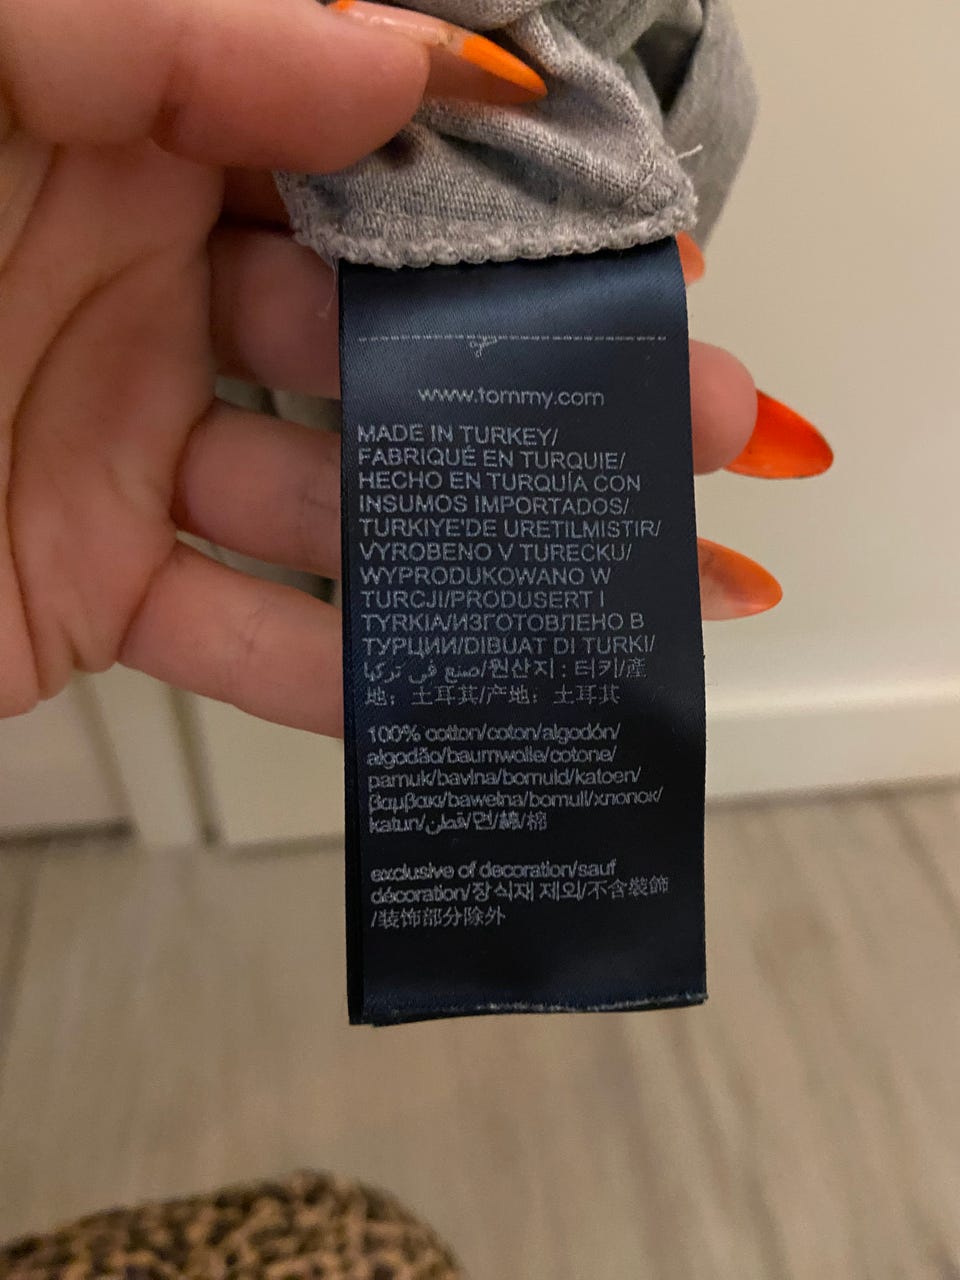 www.tommy.com
MADE IN TURKEY/
FABRIQUÉ EN TURQUIE/
HECHO EN TURQUÍA CON
INSUMOS IMPORTADOS/
TURKIYE'DE URETILMISTIR/
VYROBENO V TURECKU/
WYPRODUKOWANO W
TURCJI/PRODUSERT I
TYRKIA/ИЗГОТОВЛЕНО В
ТУРЦИИ/DIBUAT DI TURKI/
صنع في تركيا/원산지 : 터키/產
地：土耳其/产地：土耳其
100% cotton/coton/algodón/
algodão/baumwolle/cotone/
pamuk/bavlna/bomuld/katoen/
βαμβακι/bawełna/bomull/хлопок/
katun/قطن/면/綿/棉
exclusive of decoration/sauf
décoration/장식재 제외/不含裝飾
/装饰部分除外